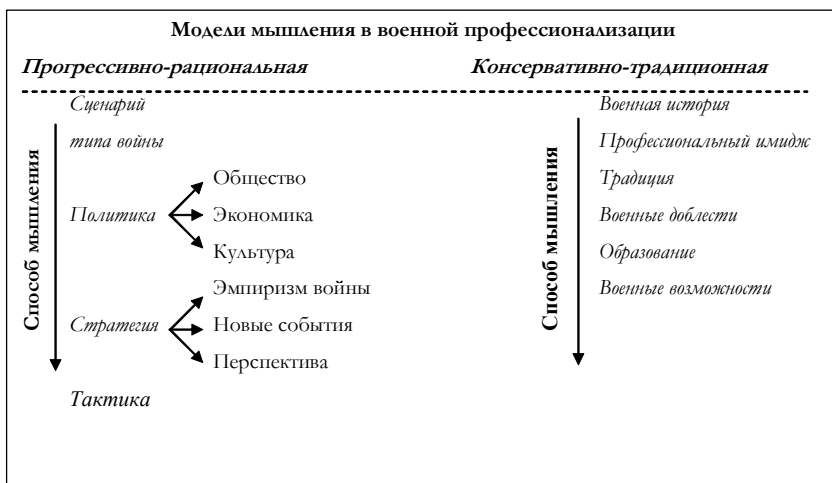 Модели мышления в военной профессионализации
Прогрессивно-рациональная Консервативно-традиционная
Способ мышления
Сценарий
типа войны
Политика
Общество
Экономика
Культура
Стратегия
Эмпиризм войны
Новые события
Перспектива
Тактика
Способ мышления
Военная история
Профессиональный имидж
Традиция
Военные доблести
Образование
Военные возможности